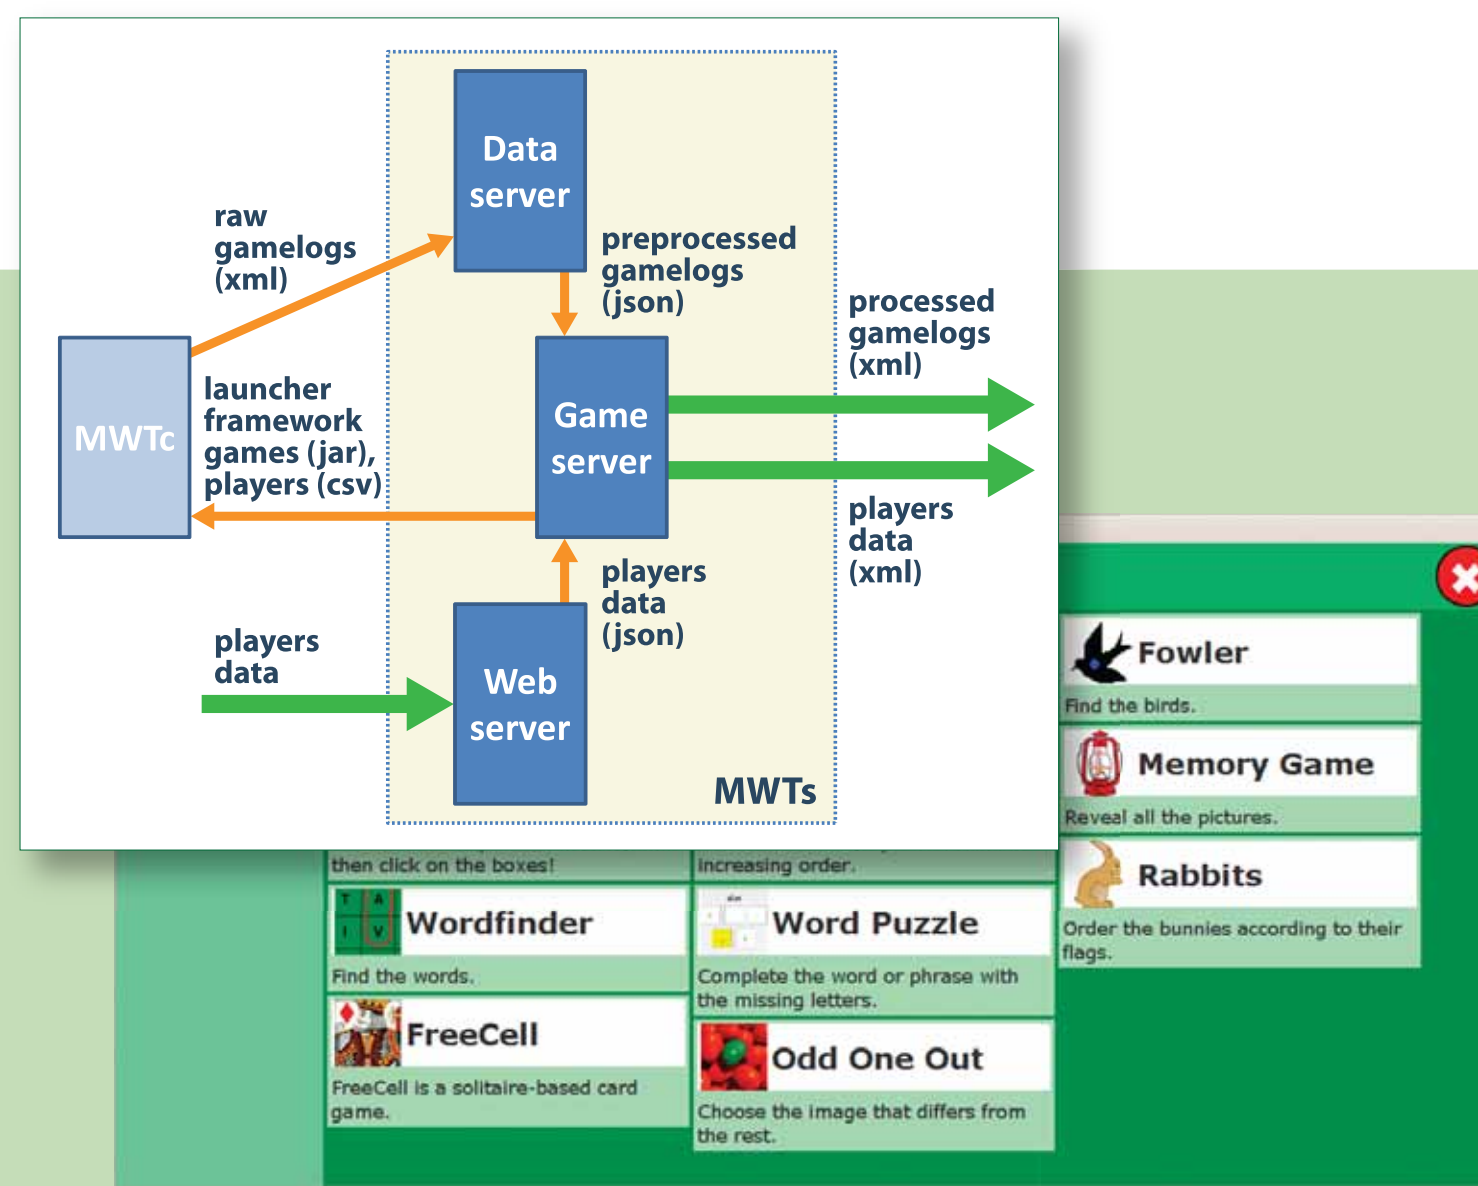 Data
server
raw
gamelogs
(xml)
preprocessed
gamelogs
(json)
processed
gamelogs
(xml)
MWTc
launcher
framework
games (jar),
players (csv)
Game
server
players
data
(xml)
players
data
(json)
players
data
Web
server
MWTs
Fowler
Find the birds.
Memory Game
Reveal all the pictures.
Rabbits
Order the bunnies according to their
flags.
then click on the boxes!
T A
I V
Wordfinder
Find the words.
FreeCell
FreeCell is a solitaire-based card
game.
increasing order.
Word Puzzle
Complete the word or phrase with
the missing letters.
Odd One Out
Choose the image that differs from
the rest.